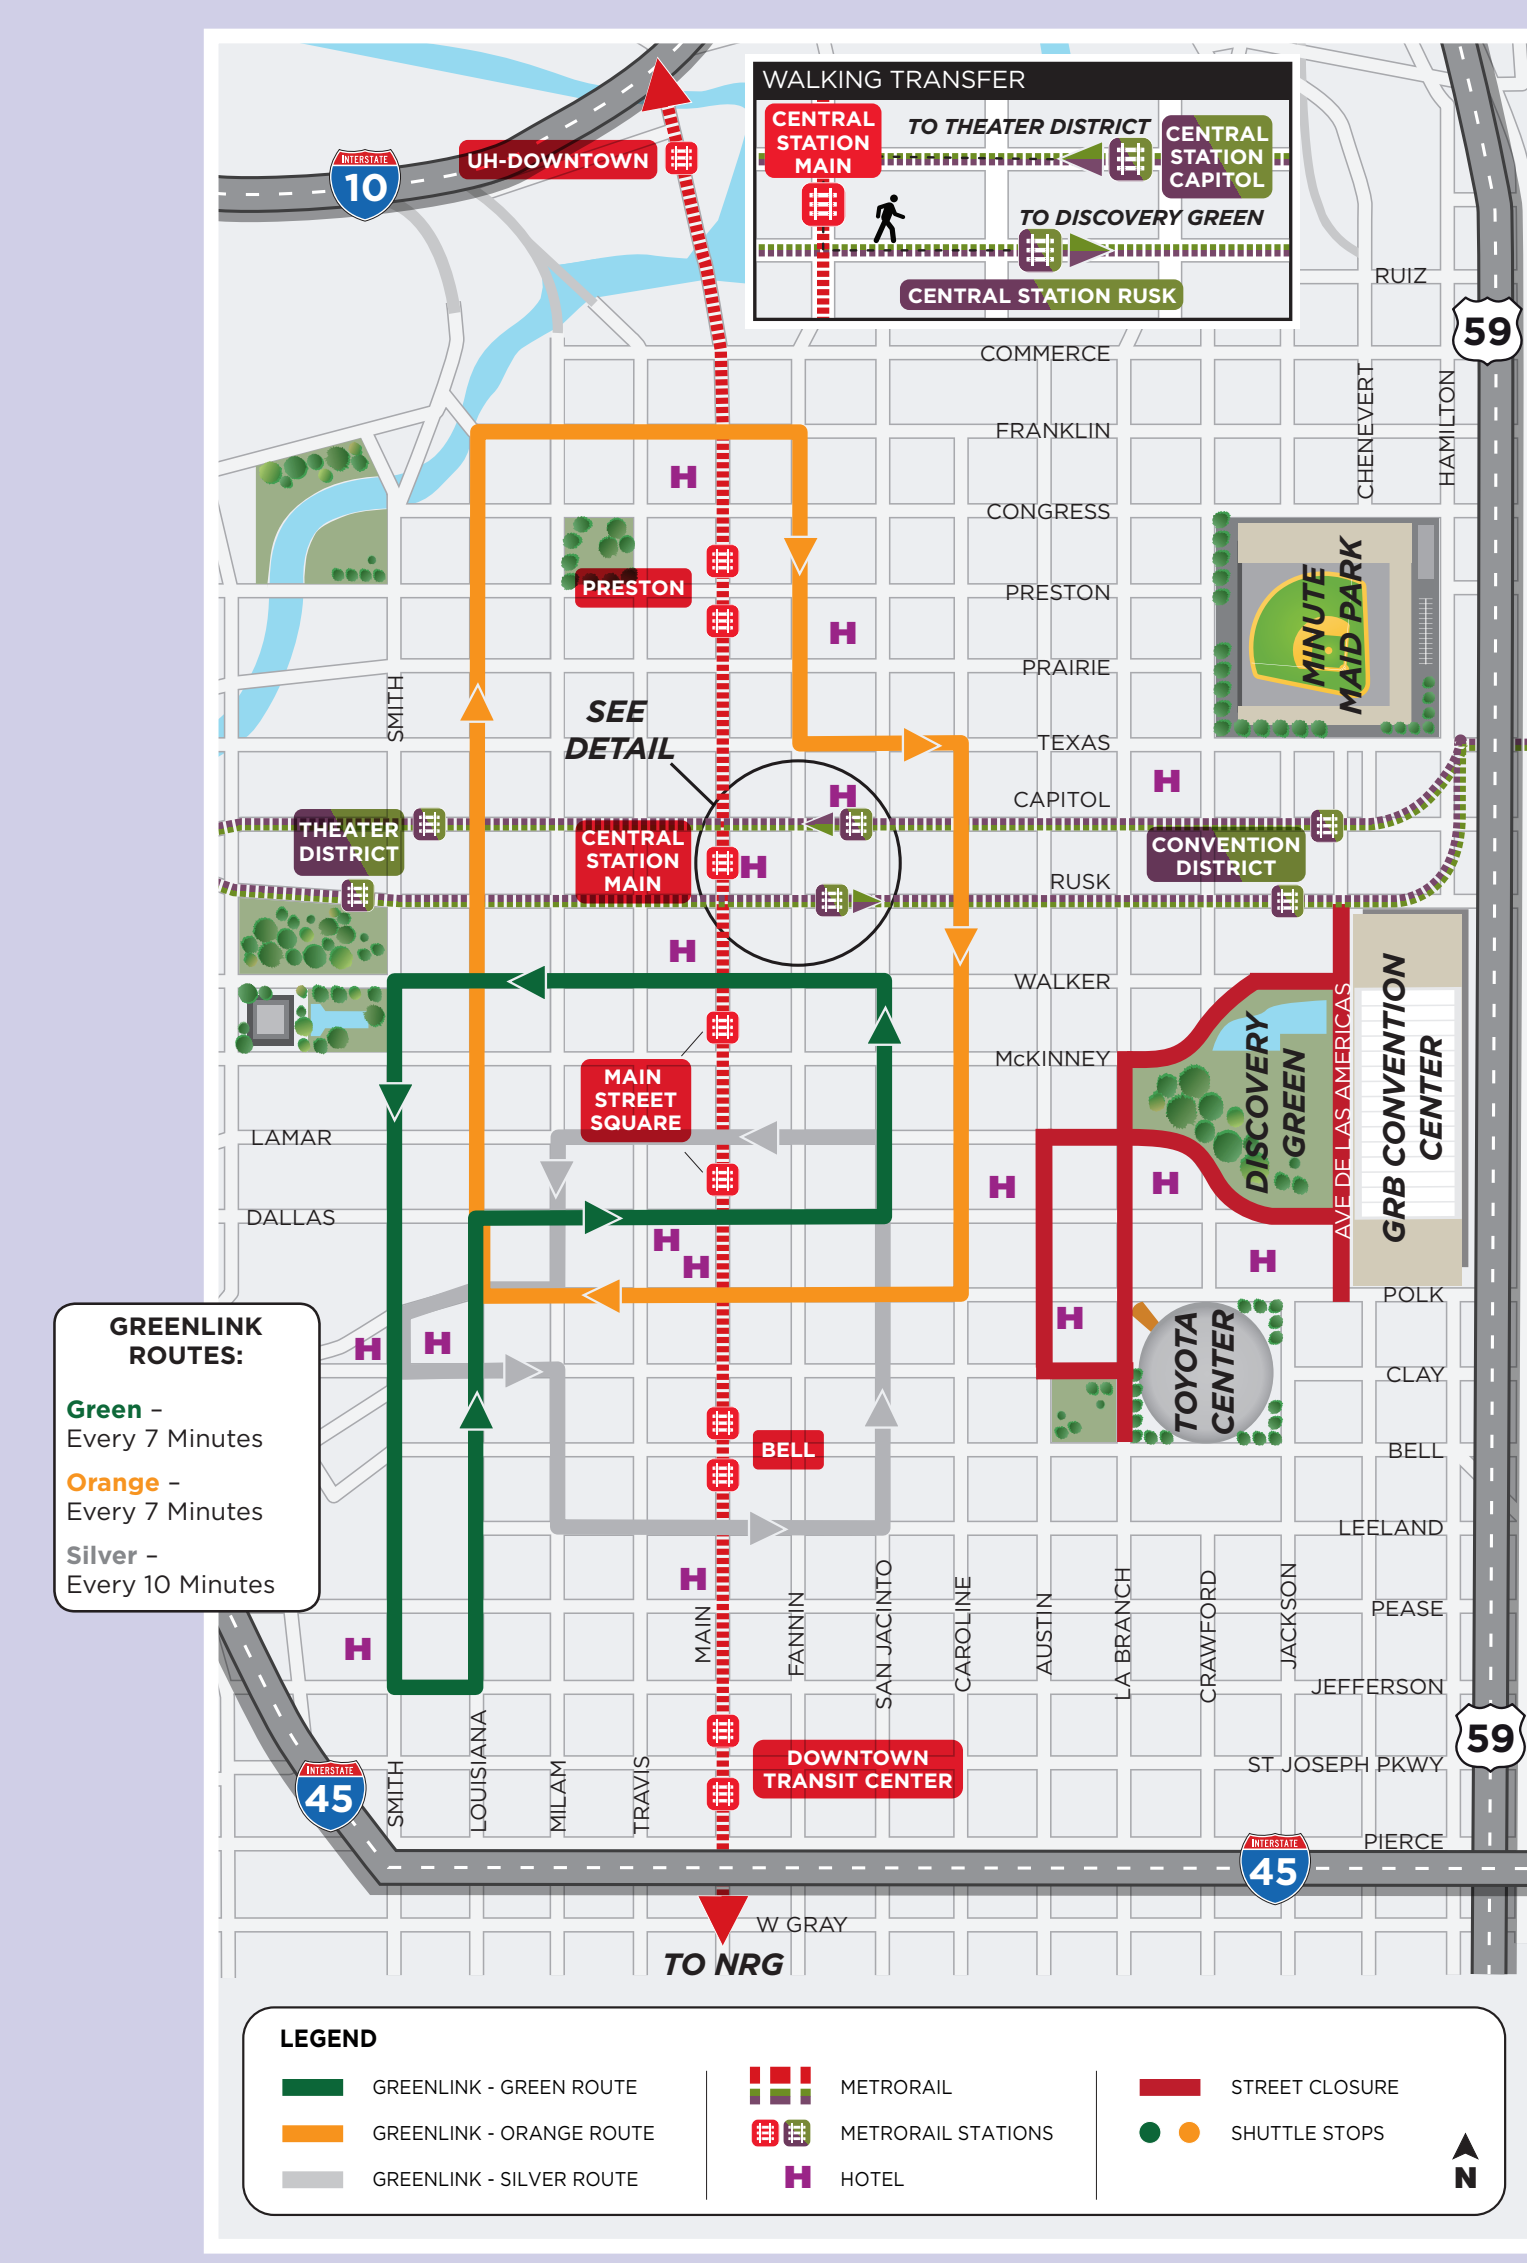 WALKING TRANSFER
CENTRAL
STATION
MAIN
TO THEATER DISTRICT
CENTRAL
STATION
CAPITOL
TO DISCOVERY GREEN
CENTRAL STATION RUSK
INTERSTATE
10
UH-DOWNTOWN
RUIZ
59
COMMERCE
CHENEVERT
HAMILTON
FRANKLIN
H
CONGRESS
PRESTON
PRESTON
H
MINUTE
MAID PARK
PRAIRIE
SMITH
SEE
DETAIL
TEXAS
H
H
CAPITOL
THEATER
DISTRICT
CENTRAL
STATION
MAIN
H
CONVENTION
DISTRICT
RUSK
H
WALKER
AVE DE LAS AMERICAS
GRB CONVENTION
CENTER
DISCOVERY
GREEN
McKINNEY
MAIN
STREET
SQUARE
LAMAR
H
H
DALLAS
H
H
H
POLK
GREENLINK
ROUTES:
Green –
Every 7 Minutes
Orange –
Every 7 Minutes
Silver –
Every 10 Minutes
H
H
H
TOYOTA
CENTER
CLAY
BELL
BELL
LEELAND
H
MAIN
FANNIN
SAN JACINTO
CAROLINE
AUSTIN
LA BRANCH
CRAWFORD
JACKSON
PEASE
H
JEFFERSON
SMITH
LOUISIANA
MILAM
TRAVIS
DOWNTOWN
TRANSIT CENTER
ST JOSEPH PKWY
59
INTERSTATE
45
PIERCE
INTERSTATE
45
W GRAY
TO NRG
LEGEND
GREENLINK - GREEN ROUTE
GREENLINK - ORANGE ROUTE
GREENLINK - SILVER ROUTE
METRORAIL
METRORAIL STATIONS
H HOTEL
STREET CLOSURE
SHUTTLE STOPS
N